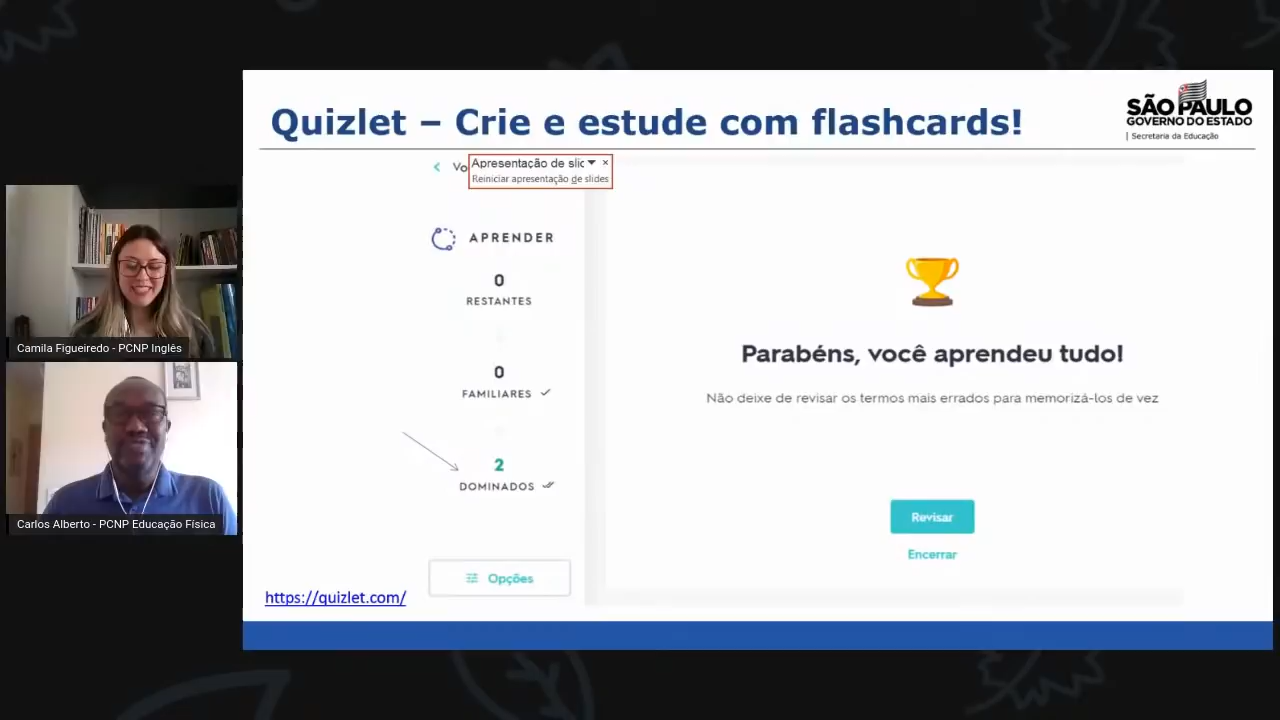 Quizlet – Crie e estude com flashcards!
SÃO PAULO
GOVERNO DO ESTADO
| Secretaria da Educação
Vo
Apresentação de slic
Reiniciar apresentação de slides
APRENDER
0
RESTANTES
0
FAMILIARES
2
DOMINADOS
Opções
https://quizlet.com/
Parabéns, você aprendeu tudo!
Não deixe de revisar os termos mais errados para memorizá-los de vez
Revisar
Encerrar
Camila Figueiredo - PCNP Inglês
Carlos Alberto - PCNP Educação Física